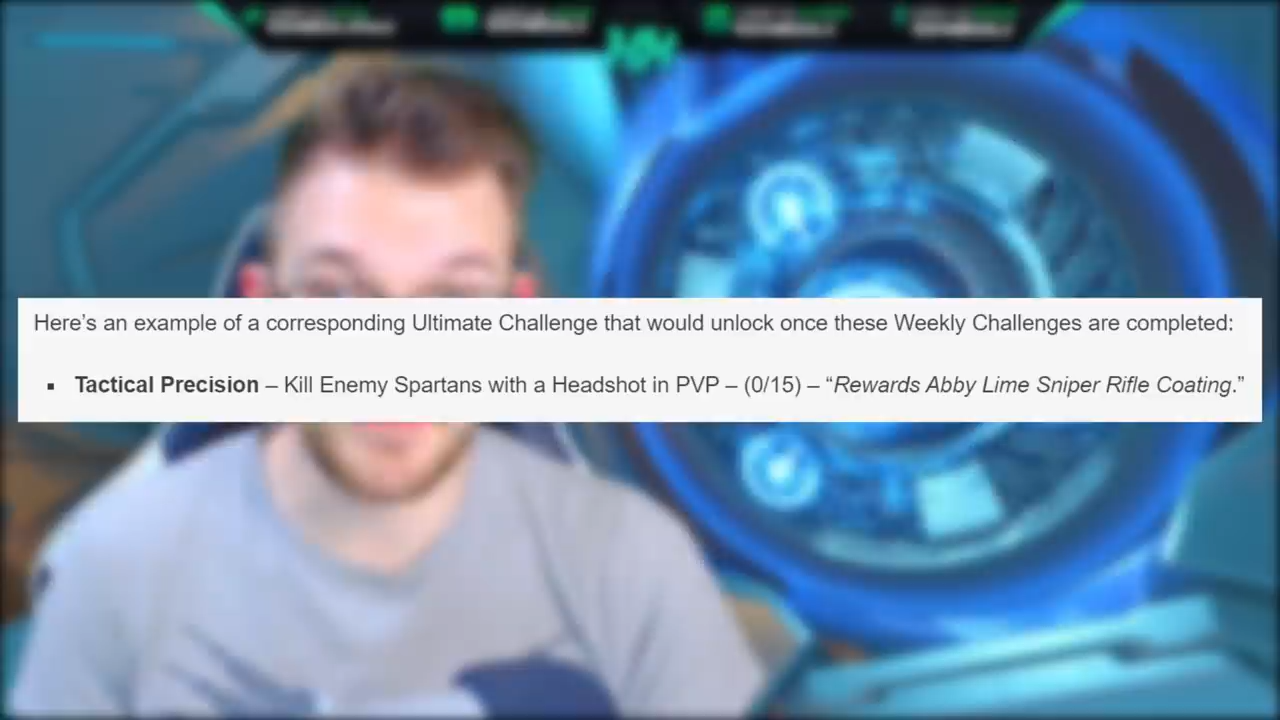 Here’s an example of a corresponding Ultimate Challenge that would unlock once these Weekly Challenges are completed:
▪ Tactical Precision – Kill Enemy Spartans with a Headshot in PVP – (0/15) – “Rewards Abby Lime Sniper Rifle Coating.”